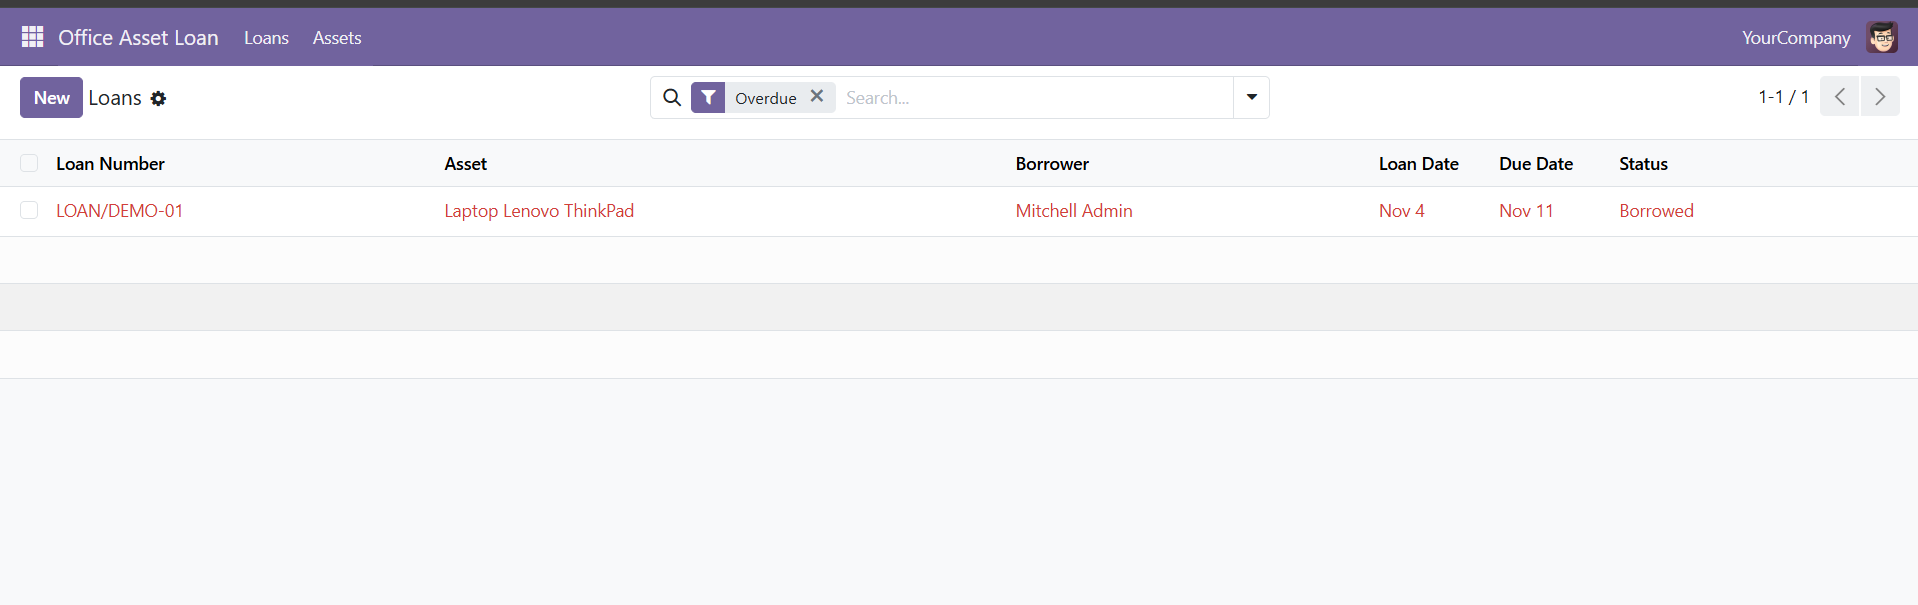 Office Asset Loan Loans Assets YourCompany
New Loans Overdue Search... 1-1 / 1
Loan Number Asset Borrower Loan Date Due Date Status
LOAN/DEMO-01 Laptop Lenovo ThinkPad Mitchell Admin Nov 4 Nov 11 Borrowed